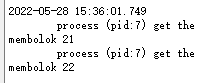 2022-05-28 15:36:01.749
process (pid:7) get the
membolok 21
process (pid:7) get the
membolok 22